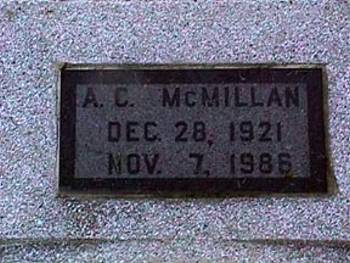 A. C. McMILLAN
DEC. 28, 1921
NOV. 7, 1986